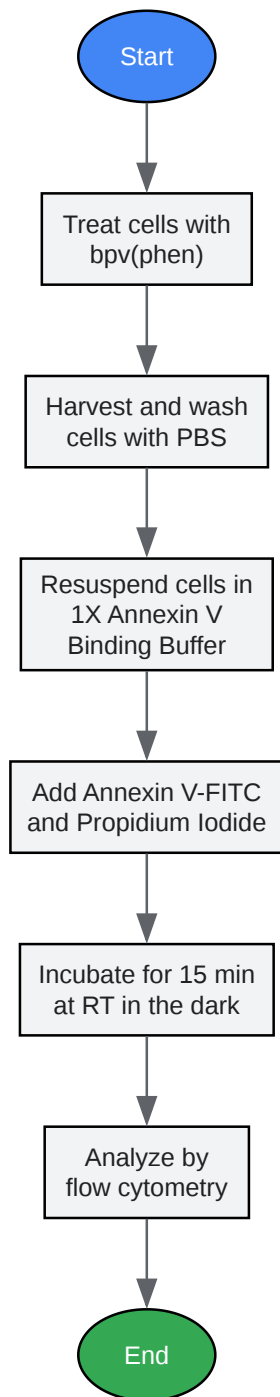 Start
Treat cells with
bpv(phen)
Harvest and wash
cells with PBS
Resuspend cells in
1X Annexin V
Binding Buffer
Add Annexin V-FITC
and Propidium Iodide
Incubate for 15 min
at RT in the dark
Analyze by
flow cytometry
End